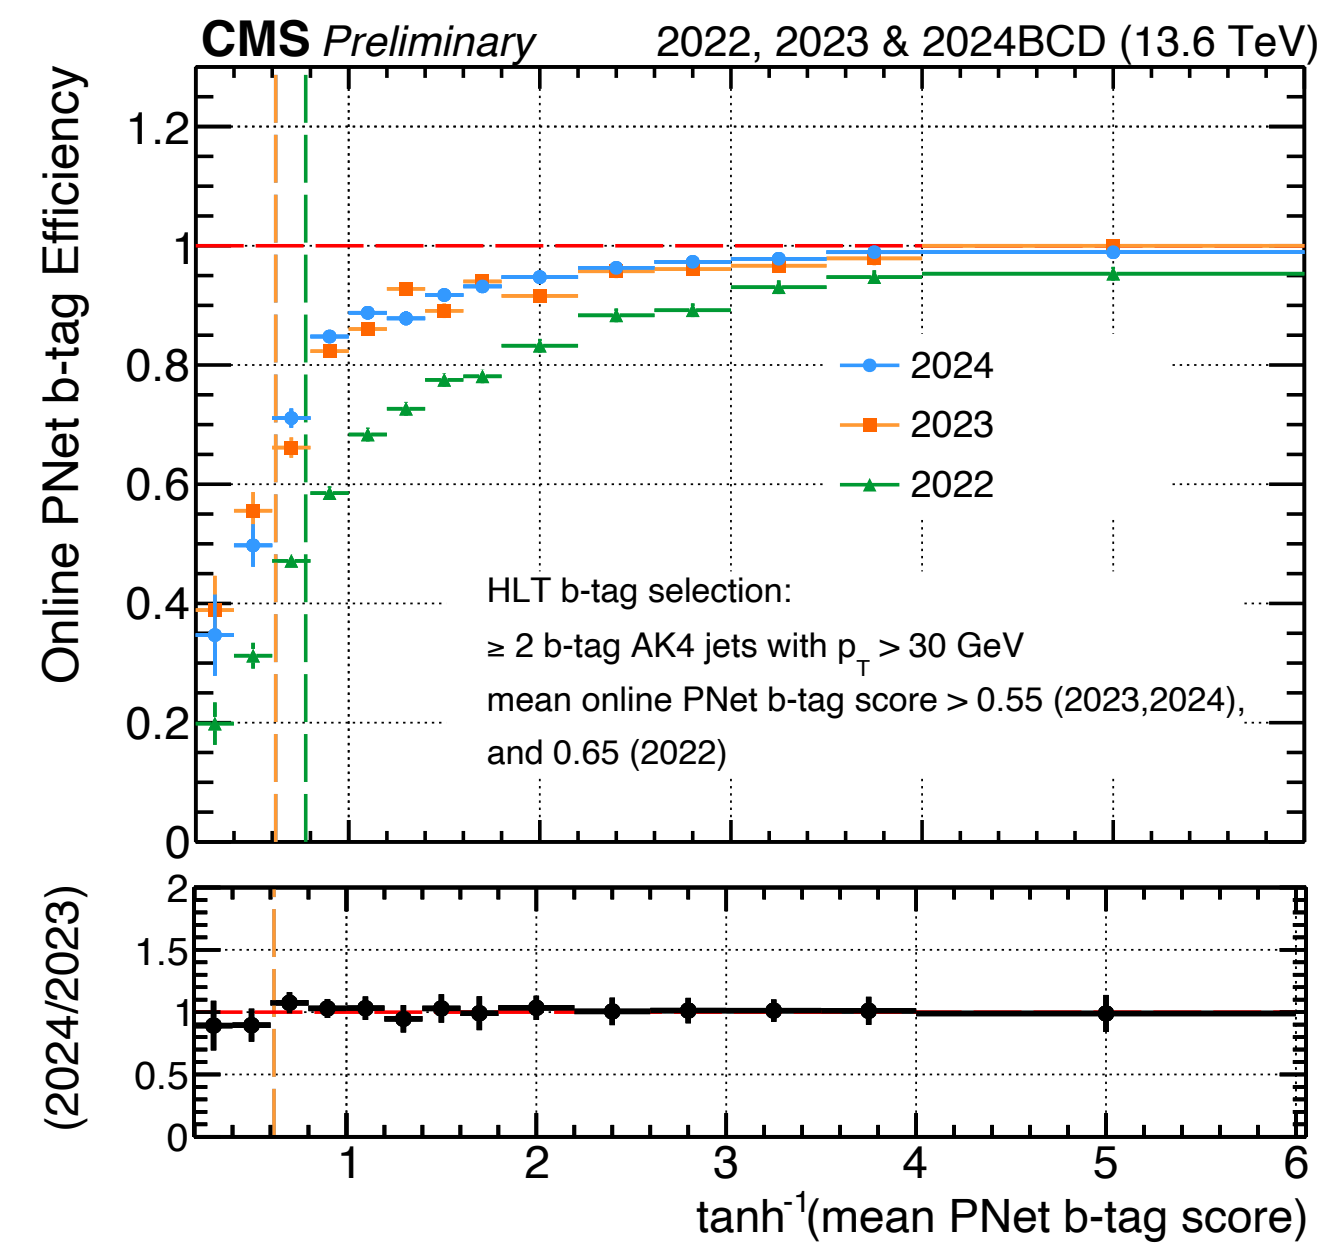 CMS Preliminary 2022, 2023 & 2024BCD (13.6 TeV)
Online PNet b-tag Efficiency
1.2
1
0.8
0.6
0.4
0.2
0
2024
2023
2022
HLT b-tag selection:
≥ 2 b-tag AK4 jets with pT > 30 GeV
mean online PNet b-tag score > 0.55 (2023,2024),
and 0.65 (2022)
(2024/2023)
2
1.5
1
0.5
0
1 2 3 4 5 6
tanh-1(mean PNet b-tag score)